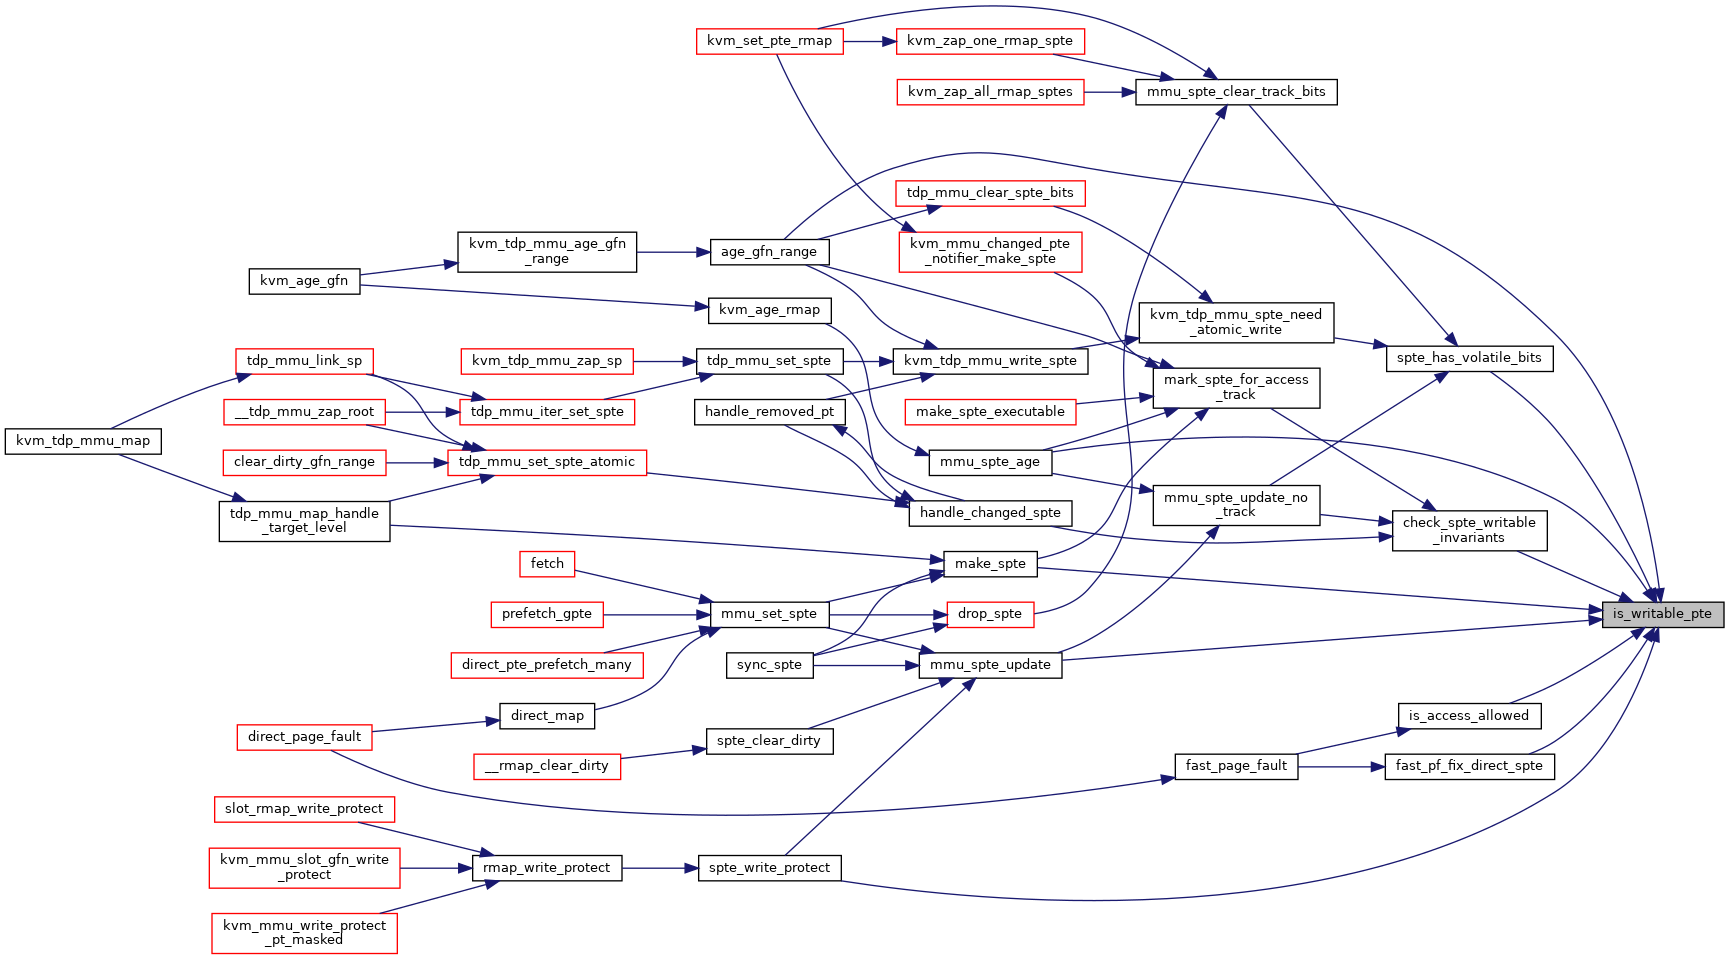 kvm_set_pte_rmap
kvm_zap_one_rmap_spte
kvm_zap_all_rmap_sptes
mmu_spte_clear_track_bits
tdp_mmu_clear_spte_bits
kvm_tdp_mmu_age_gfn
_range
age_gfn_range
kvm_mmu_changed_pte
_notifier_make_spte
kvm_age_gfn
kvm_age_rmap
kvm_tdp_mmu_spte_need
_atomic_write
tdp_mmu_link_sp
kvm_tdp_mmu_zap_sp
tdp_mmu_set_spte
kvm_tdp_mmu_write_spte
spte_has_volatile_bits
mark_spte_for_access
_track
__tdp_mmu_zap_root
tdp_mmu_iter_set_spte
handle_removed_pt
make_spte_executable
kvm_tdp_mmu_map
clear_dirty_gfn_range
tdp_mmu_set_spte_atomic
mmu_spte_age
mmu_spte_update_no
_track
tdp_mmu_map_handle
_target_level
handle_changed_spte
check_spte_writable
_invariants
fetch
make_spte
prefetch_gpte
mmu_set_spte
drop_spte
is_writable_pte
direct_pte_prefetch_many
sync_spte
mmu_spte_update
direct_map
is_access_allowed
direct_page_fault
spte_clear_dirty
__rmap_clear_dirty
fast_page_fault
fast_pf_fix_direct_spte
slot_rmap_write_protect
kvm_mmu_slot_gfn_write
_protect
rmap_write_protect
spte_write_protect
kvm_mmu_write_protect
_pt_masked